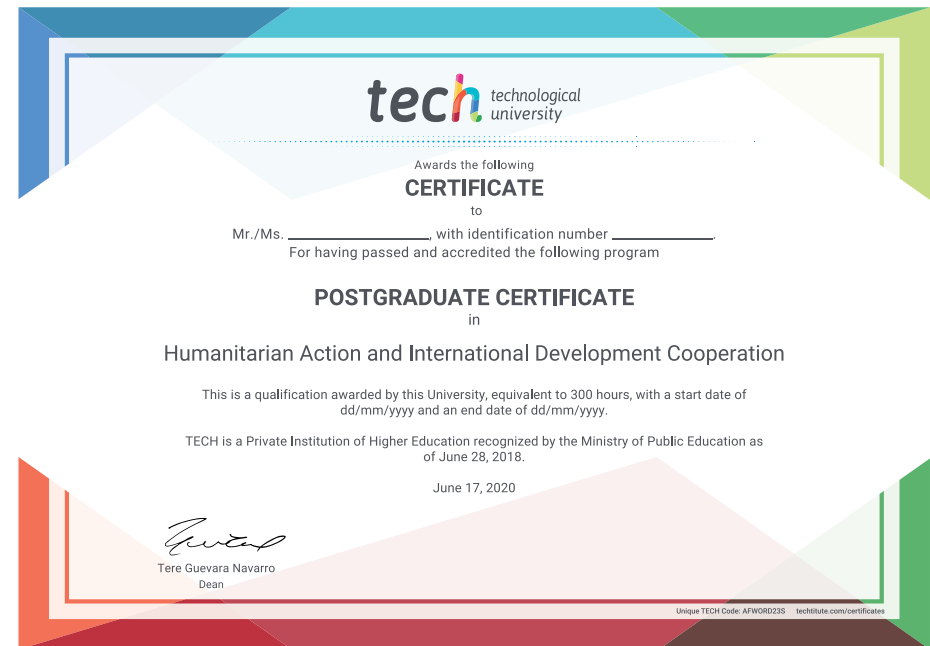 tech technological
university
Awards the following
CERTIFICATE
to
Mr./Ms. ____________________, with identification number ______________.
For having passed and accredited the following program
POSTGRADUATE CERTIFICATE
in
Humanitarian Action and International Development Cooperation
This is a qualification awarded by this University, equivalent to 300 hours, with a start date of
dd/mm/yyyy and an end date of dd/mm/yyyy.
TECH is a Private Institution of Higher Education recognized by the Ministry of Public Education as
of June 28, 2018.
June 17, 2020
Tere Guevara Navarro
Dean
Unique TECH Code: AFWORD23S techtitute.com/certificates